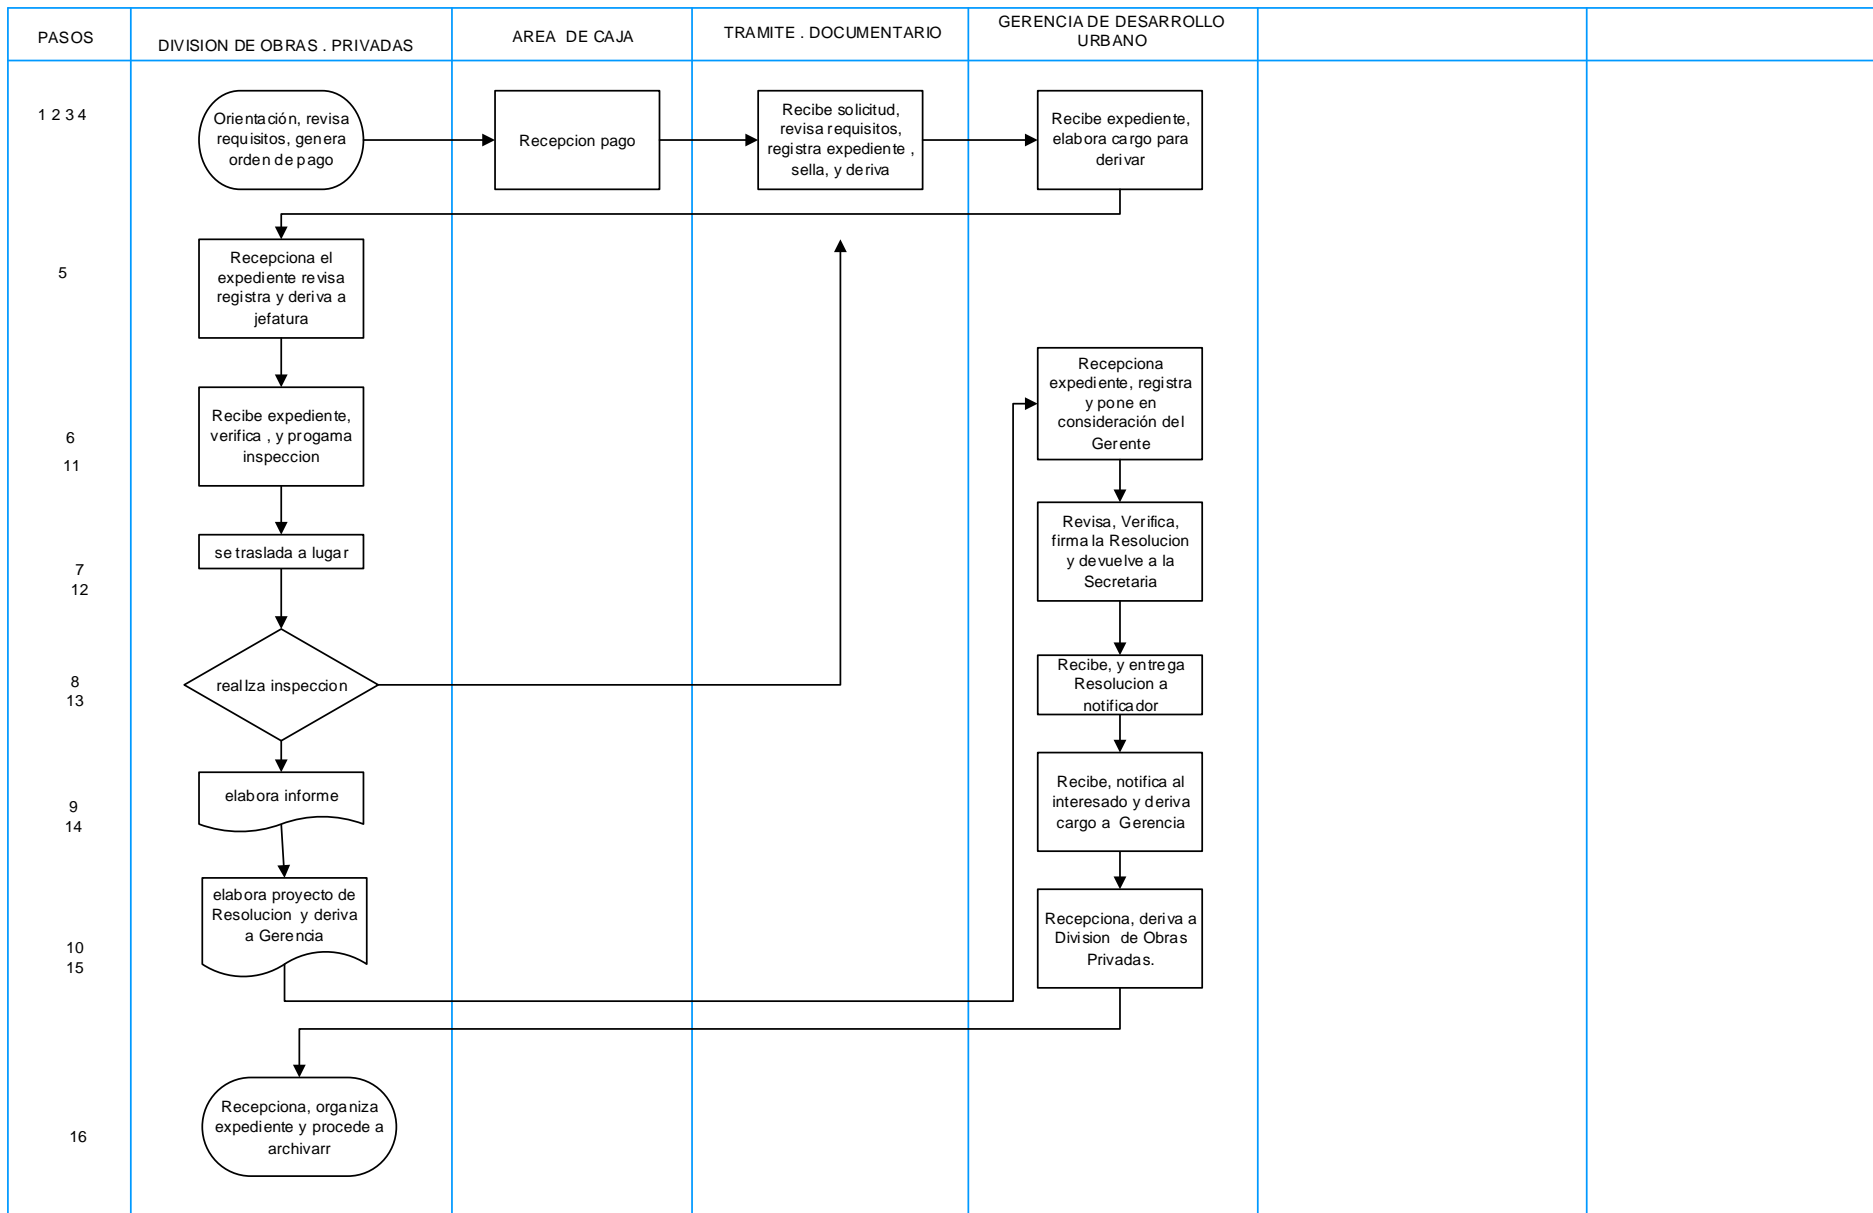 PASOS
DIVISION DE OBRAS . PRIVADAS
AREA DE CAJA
TRAMITE . DOCUMENTARIO
GERENCIA DE DESARROLLO
URBANO
1 2 3 4
Orientación, revisa
requisitos, genera
orden de pago
Recepcion pago
Recibe solicitud,
revisa requisitos,
registra expediente ,
sella, y deriva
Recibe expediente,
elabora cargo para
derivar
5
Recepciona el
expediente revisa
registra y deriva a
jefatura
6
11
Recibe expediente,
verifica , y progama
inspeccion
Recepciona
expediente, registra
y pone en
consideración del
Gerente
7
12
se traslada a lugar
Revisa, Verifica,
firma la Resolucion
y devuelve a la
Secretaria
8
13
realIza inspeccion
Recibe, y entrega
Resolucion a
notificador
9
14
elabora informe
Recibe, notifica al
interesado y deriva
cargo a Gerencia
10
15
elabora proyecto de
Resolucion y deriva
a Gerencia
Recepciona, deriva a
Division de Obras
Privadas.
16
Recepciona, organiza
expediente y procede a
archivarr